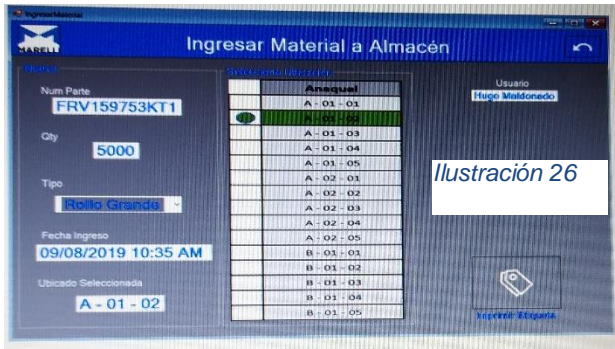 IngresarMaterial
MARELLI
Ingresar Material a Almacén
Nuevo
Num Parte
FRV159753KT1
Qty
5000
Tipo
Rollo Grande
Fecha Ingreso
09/08/2019 10:35 AM
Ubicado Seleccionada
A - 01 - 02
Anaquel
A - 01 - 01
A - 01 - 02
A - 01 - 03
A - 01 - 04
A - 01 - 05
A - 02 - 01
A - 02 - 02
A - 02 - 03
A - 02 - 04
A - 02 - 05
B - 01 - 01
B - 01 - 02
B - 01 - 03
B - 01 - 04
B - 01 - 05
Usuario
Hugo Maldonado
Ilustración 26
Imprimir Etiqueta